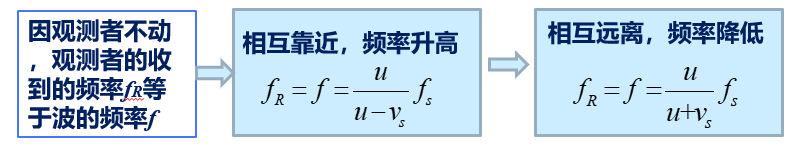 因观测者不动
，观测者的收
到的频率fR等
于波的频率f
相互靠近，频率升高
f_R = f = \frac{u}{u - v_s} f_s
相互远离，频率降低
f_R = f = \frac{u}{u + v_s} f_s